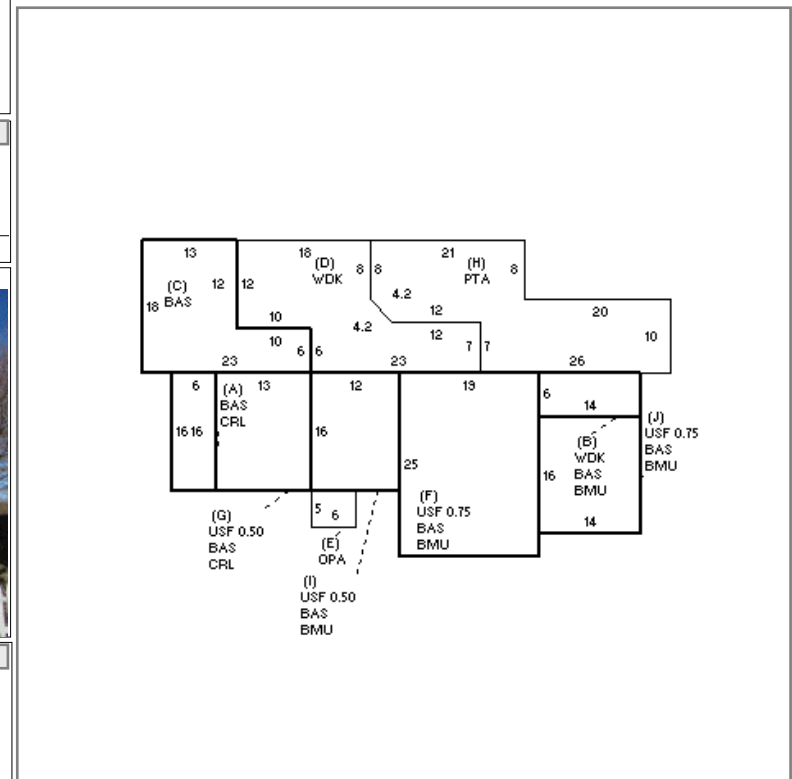 13
18
21
(D)
WDK
(H)
PTA
8 8
8
(C)
BAS
12 12
18
4.2
12
20
10
4.2
12
10
10
6 6
7 7
23
23
26
6
(A)
BAS
CRL
13
12
19
6
14
(J)
USF 0.75
BAS
BMU
16 16
16
25
(B)
WDK
BAS
BMU
16
14
(F)
USF 0.75
BAS
BMU
5 6
(G)
USF 0.50
BAS
CRL
(E)
OPA
(I)
USF 0.50
BAS
BMU